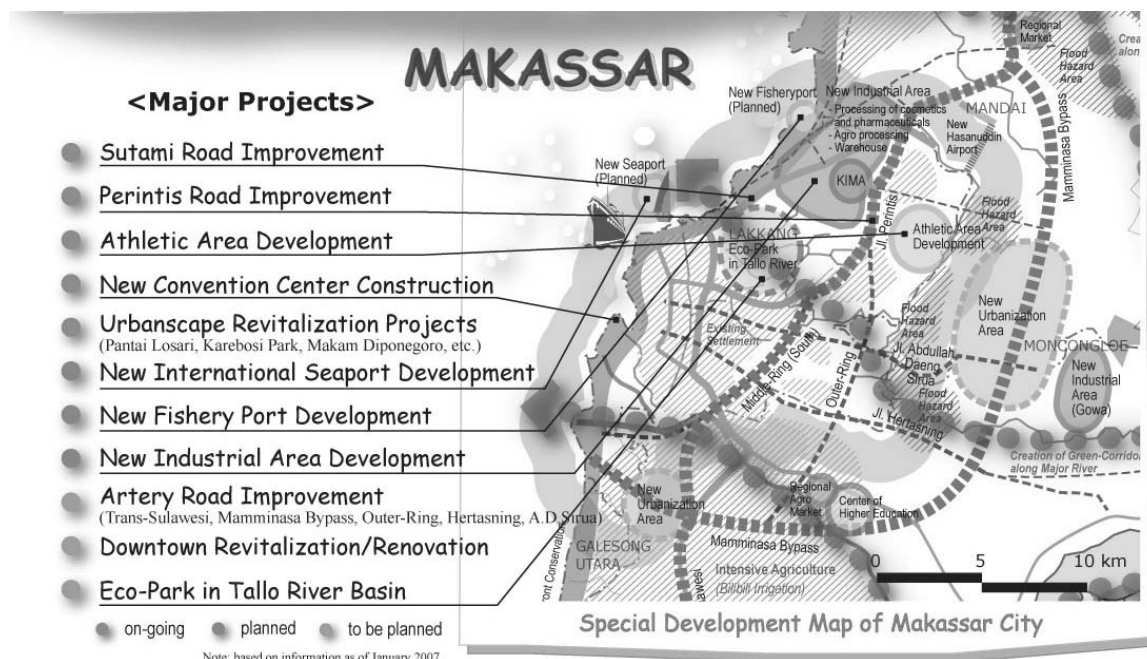 MAKASSAR
<Major Projects>
Sutami Road Improvement
Perintis Road Improvement
Athletic Area Development
New Convention Center Construction
Urbanscape Revitalization Projects
(Pantai Losari, Karebosi Park, Makam Diponegoro, etc.)
New International Seaport Development
New Fishery Port Development
New Industrial Area Development
Artery Road Improvement
(Trans-Sulawesi, Mamminasa Bypass, Outer-Ring, Hertasning, A.D.Sirua)
Downtown Revitalization/Renovation
Eco-Park in Tallo River Basin
on-going
planned
to be planned
Note: based on information as of January 2007
Regional
Market
Flood
Hazard
Area
Crea
along
New Fisheryport
(Planned)
New Industrial Area
- Processing of cosmetics
and pharmaceuticals
- Agro processing
- Warehouse
MANDAI
New
Hasanuddin
Airport
Mamminasa Bypass
New Seaport
(Planned)
KIMA
Jl. Perintis
Flood
Hazard
Area
LAKKANG
Eco-Park
in Tallo River
Athletic Area
Development
New
Urbanization
Area
Existing
Settlement
Flood
Hazard
Area
Middle-Ring (South)
Outer-Ring
Jl. Abdullah
Daeng
Sirua
MONCONGLOE
New
Industrial
Area
(Gowa)
Flood
Hazard
Area
Jl. Hertasning
Creation of Green-Corridor
along Major River
New
Urbanization
Area
Regional
Agro
Market
Center of
Higher Education
GALESONG
UTARA
Mamminasa Bypass
ront Conservation
awesi
Intensive Agriculture
(Bilibili Irrigation)
0 5 10 km
Special Development Map of Makassar City